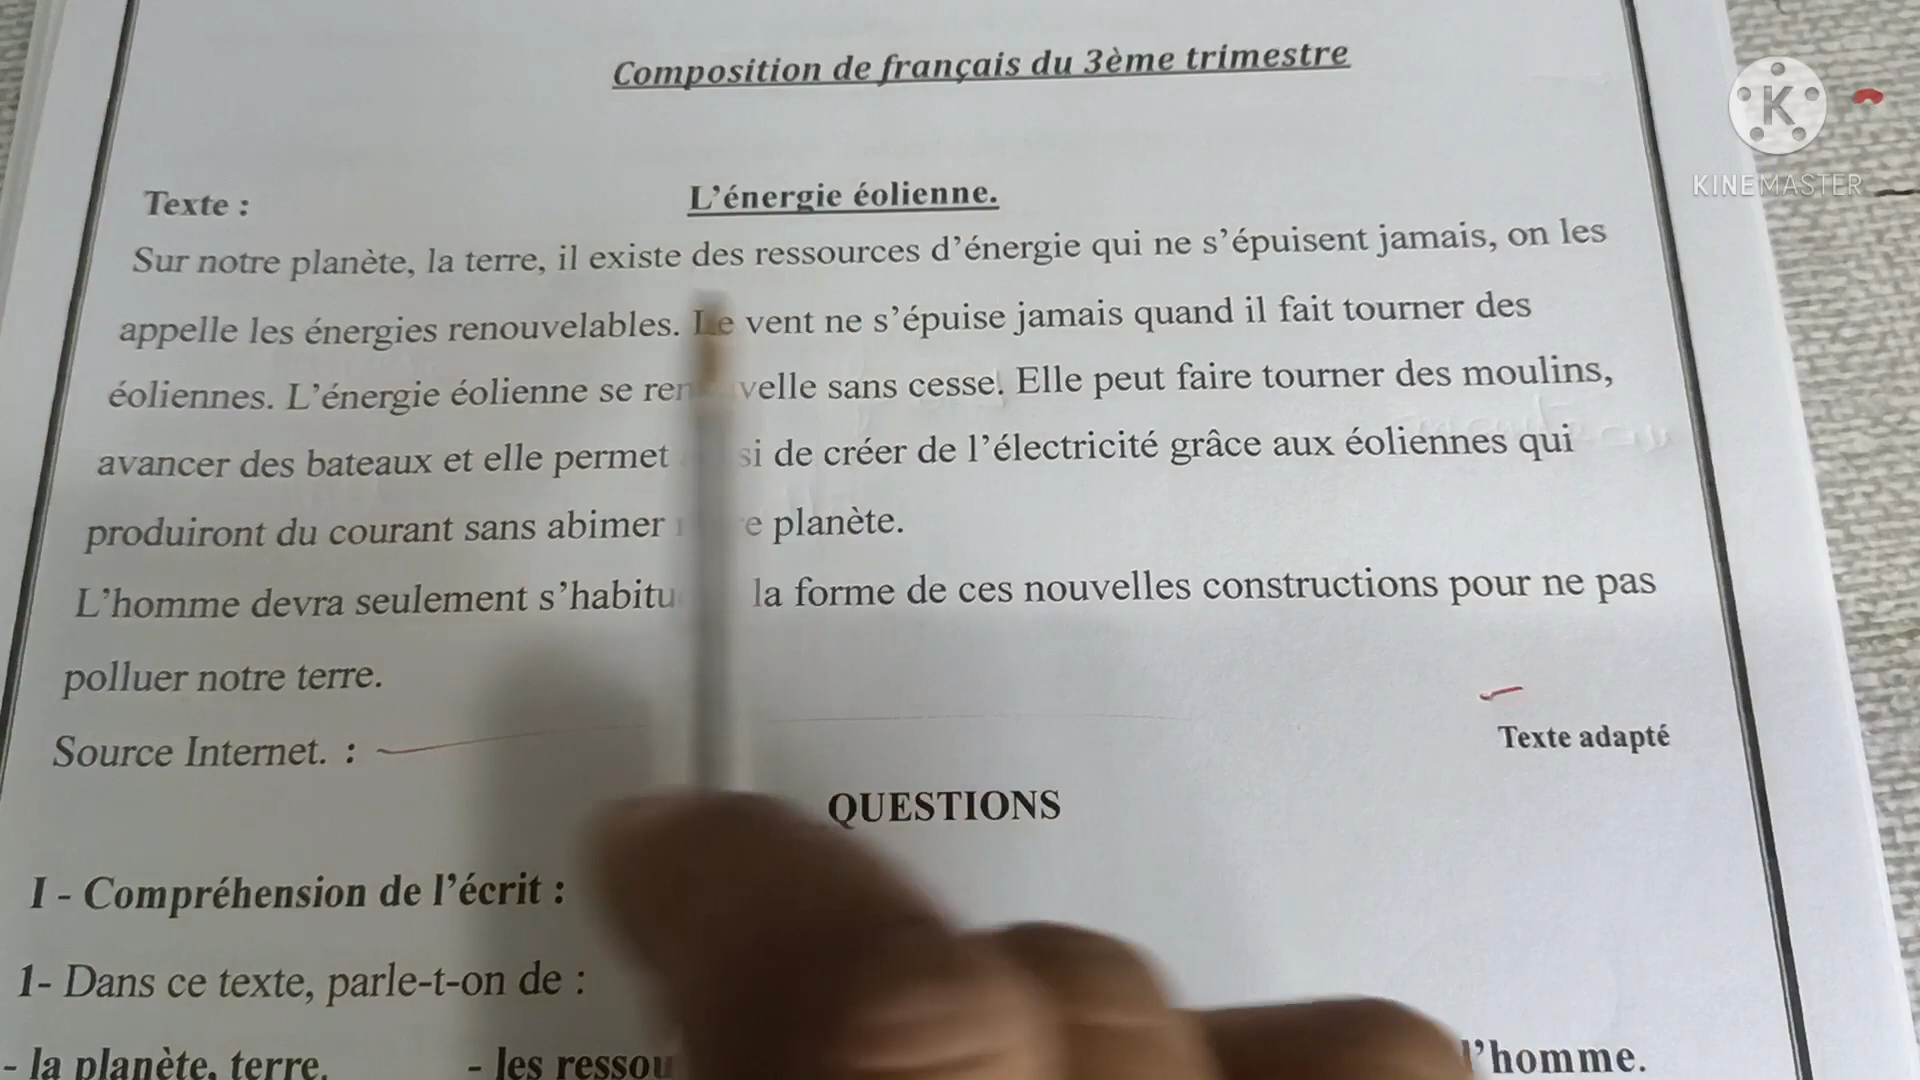 Composition de français du 3ème trimestre
KINEMASTER
Texte :
L'énergie éolienne.
Sur notre planète, la terre, il existe des ressources d'énergie qui ne s'épuisent jamais, on les
appelle les énergies renouvelables. Le vent ne s'épuise jamais quand il fait tourner des
éoliennes. L'énergie éolienne se sans cesse. Elle peut faire tourner des moulins,
avancer des bateaux et elle permet de créer de l'électricité grâce aux éoliennes qui
produiront du courant sans abimer planète.
L'homme devra seulement la forme de ces nouvelles constructions pour ne pas
polluer notre terre.
Source Internet. :
Texte adapté
QUESTIONS
I - Compréhension de l'écrit :
1- Dans ce texte, parle-t-on de :
- la planète, terre. - les l'homme.